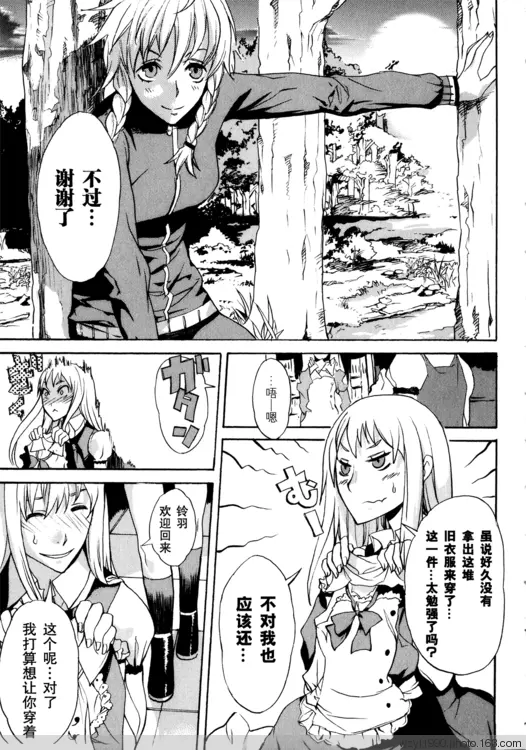 不过…
谢谢了
…唔…嗯
ガタン
む
虽说好久没有
拿出这堆
旧衣服来穿了…
这一件…太勉强了吗?
不对我也
应该还…
铃羽
欢迎回来
这个呢…对了
我打算想让你穿着